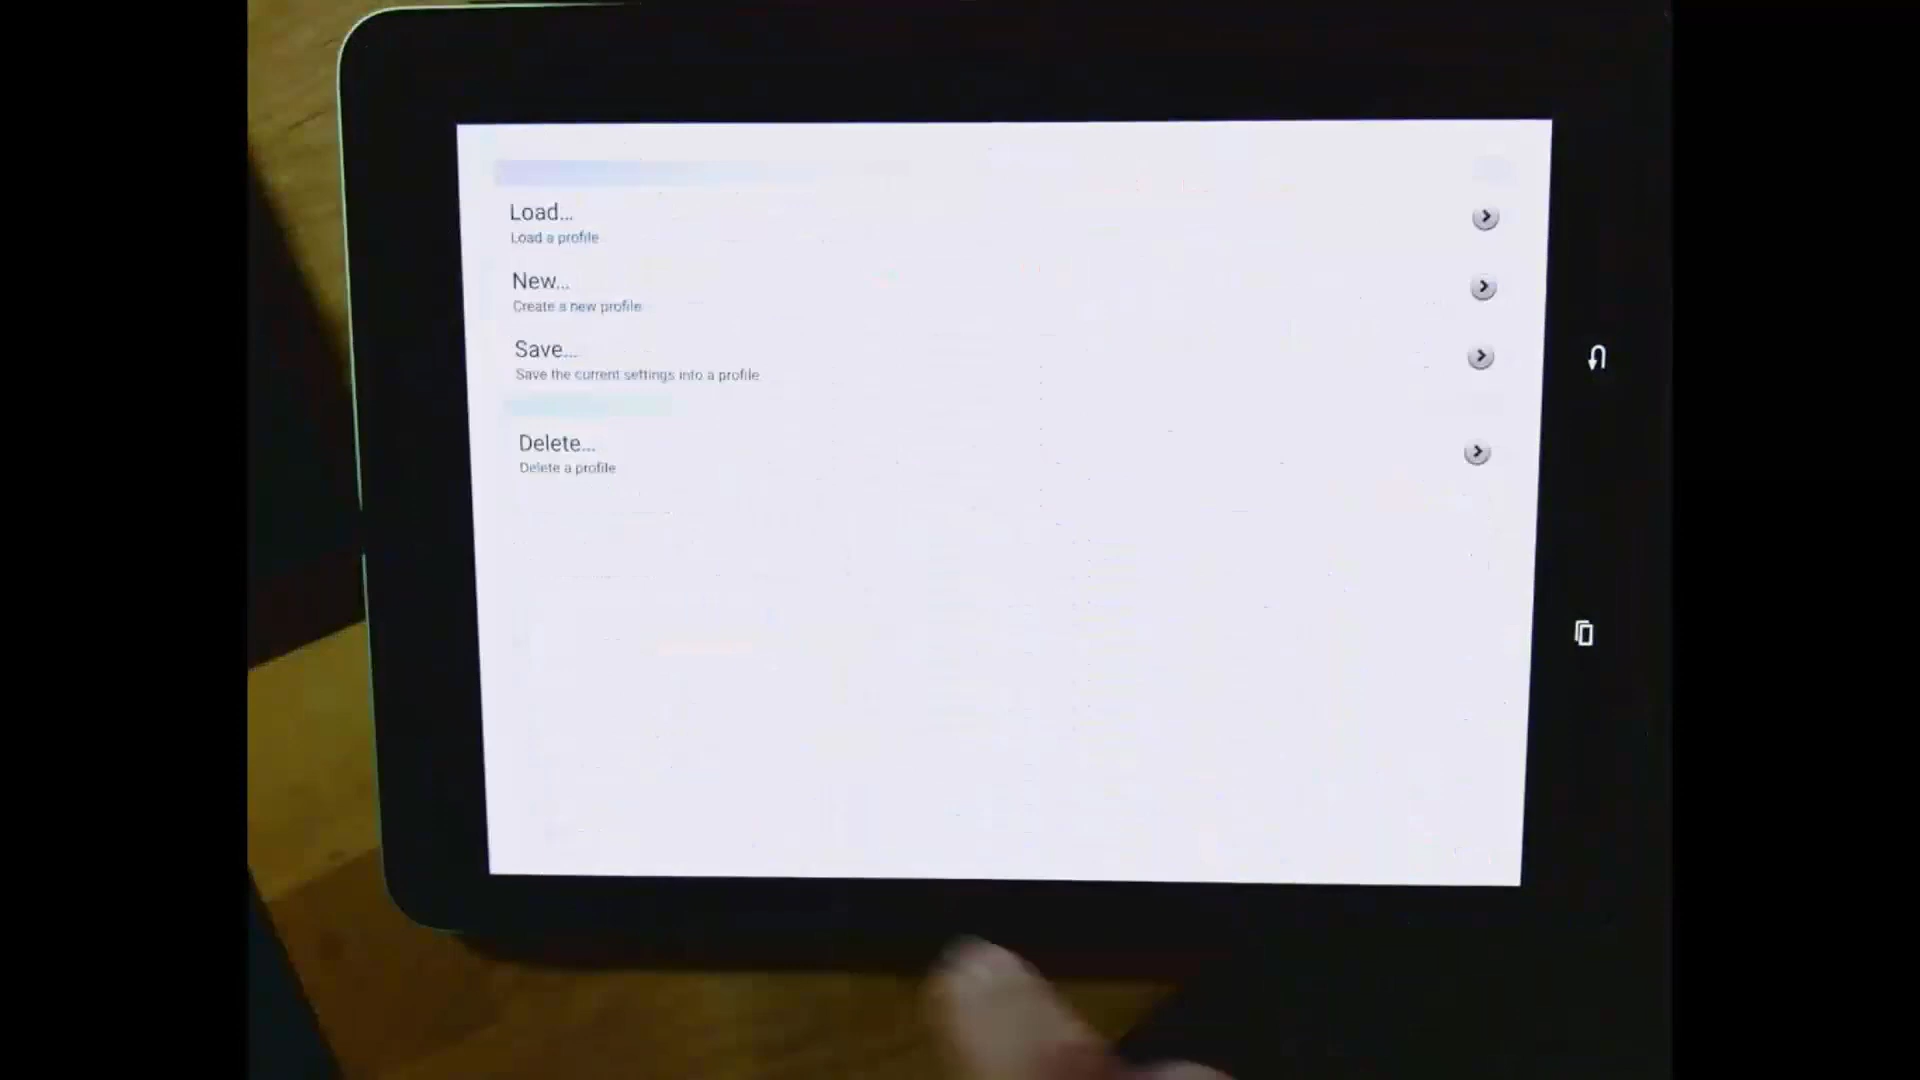 Load...
Load a profile
New...
Create a new profile
Save...
Save the current settings into a profile
Delete...
Delete a profile